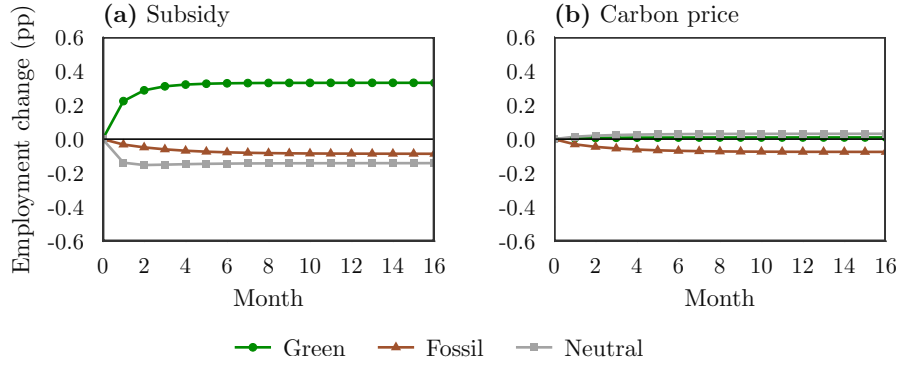 (a) Subsidy
(b) Carbon price
Employment change (pp)
0.6
0.4
0.2
0.0
-0.2
-0.4
-0.6
0 2 4 6 8 10 12 14 16
Month
0.6
0.4
0.2
0.0
-0.2
-0.4
-0.6
0 2 4 6 8 10 12 14 16
Month
Green Fossil Neutral